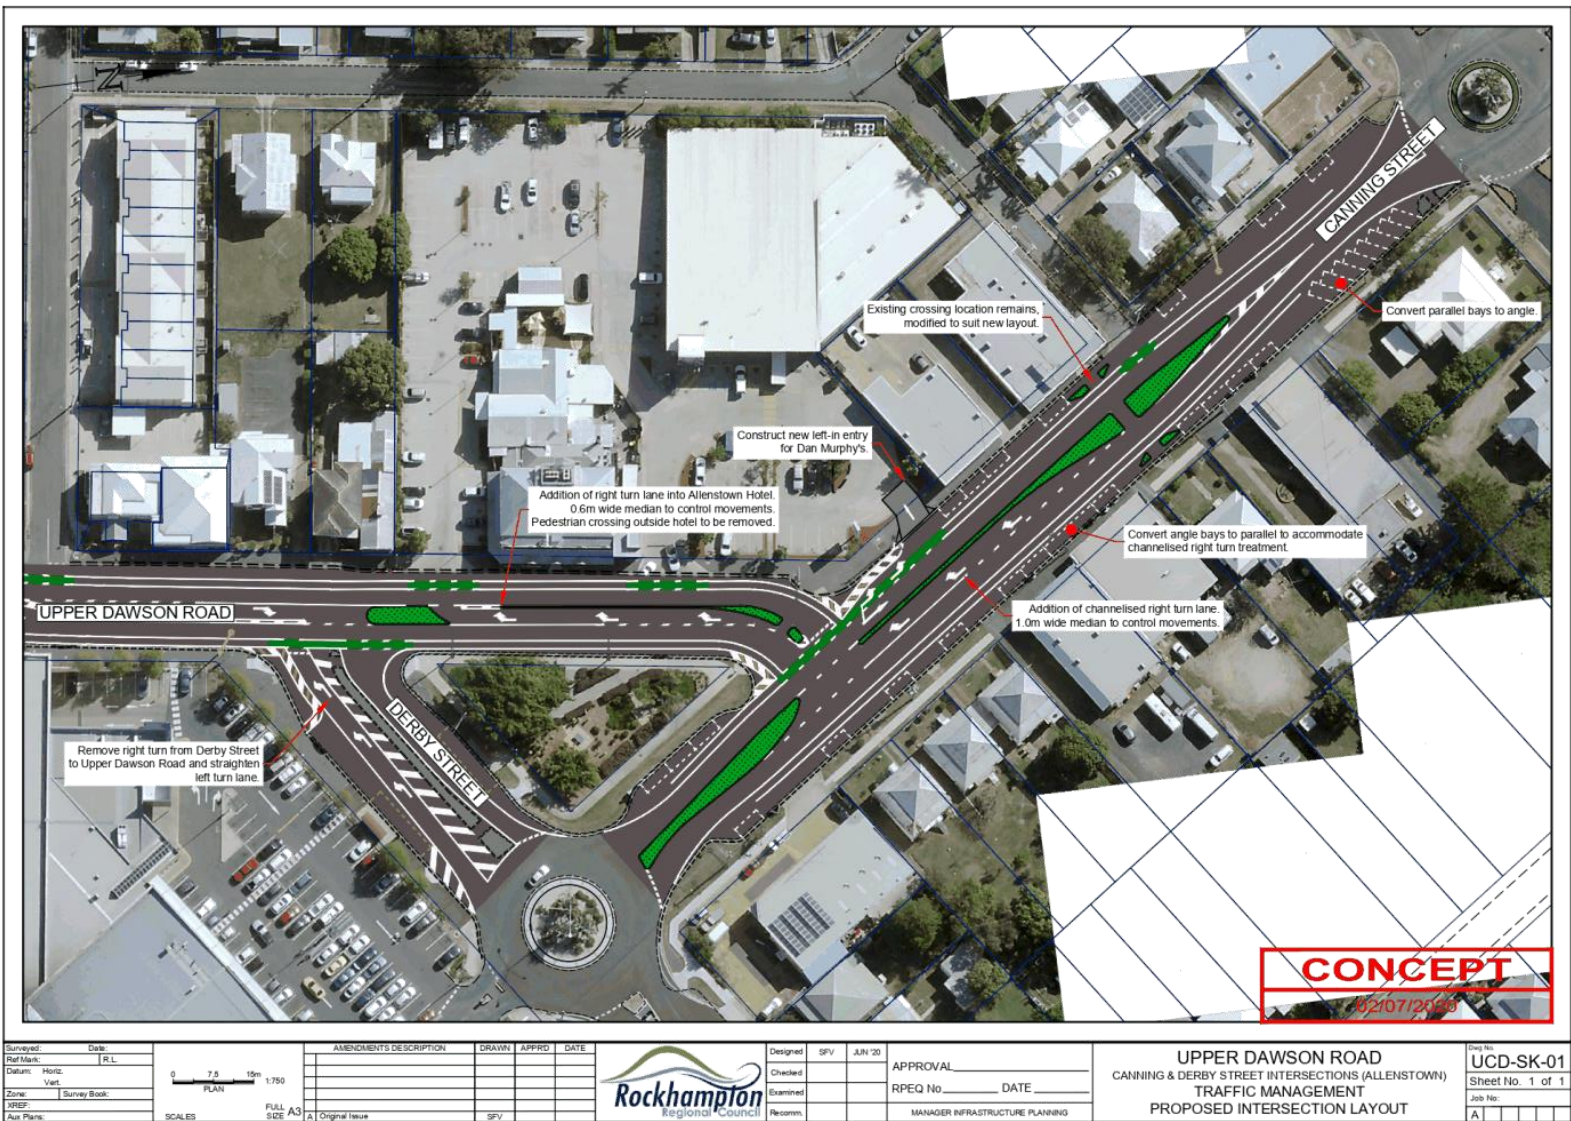 N
CANNING STREET
Existing crossing location remains,
modified to suit new layout.
Convert parallel bays to angle.
Construct new left-in entry
for Dan Murphy's.
Addition of right turn lane into Allenstown Hotel.
0.6m wide median to control movements.
Pedestrian crossing outside hotel to be removed.
Convert angle bays to parallel to accommodate
channelised right turn treatment.
UPPER DAWSON ROAD
Addition of channelised right turn lane.
1.0m wide median to control movements.
DERBY STREET
Remove right turn from Derby Street
to Upper Dawson Road and straighten
left turn lane.
CONCEPT
02/07/2020
Surveyed: Date:
Ref Mark: R.L.
Datum: Horiz.
Vert.
Zone: Survey Book:
XREF:
Aux Plans:
0 7.5 15m 1:750
PLAN
SCALES
FULL SIZE A3
AMENDMENTS DESCRIPTION DRAWN APPR'D DATE
A Original Issue SFV
Rockhampton
Regional Council
Designed SFV JUN '20
Checked
Examined
Recomm.
APPROVAL
RPEQ No DATE
MANAGER INFRASTRUCTURE PLANNING
UPPER DAWSON ROAD
CANNING & DERBY STREET INTERSECTIONS (ALLENSTOWN)
TRAFFIC MANAGEMENT
PROPOSED INTERSECTION LAYOUT
Dwg No.
UCD-SK-01
Sheet No. 1 of 1
Job No:
A